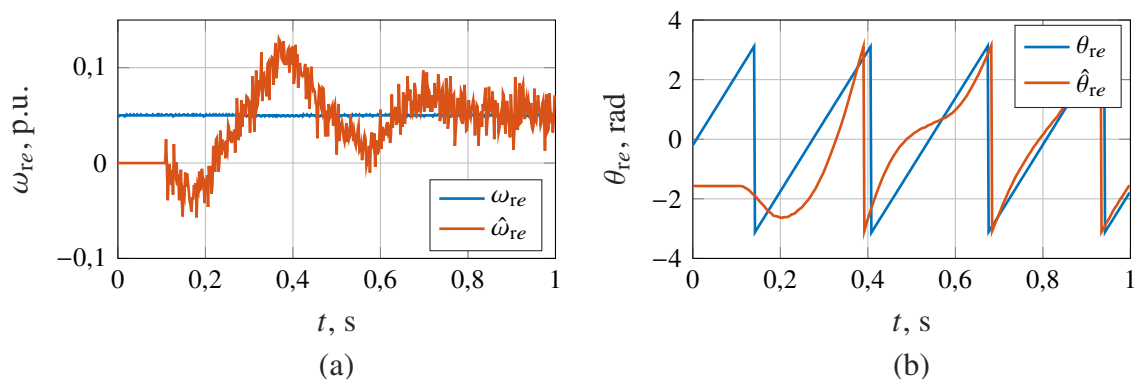 0,1
0
−0,1
ω_re, p.u.
ω_re
ω̂_re
0 0,2 0,4 0,6 0,8 1
t, s
(a)
4
2
0
−2
−4
θ_re, rad
θ_re
θ̂_re
0 0,2 0,4 0,6 0,8 1
t, s
(b)